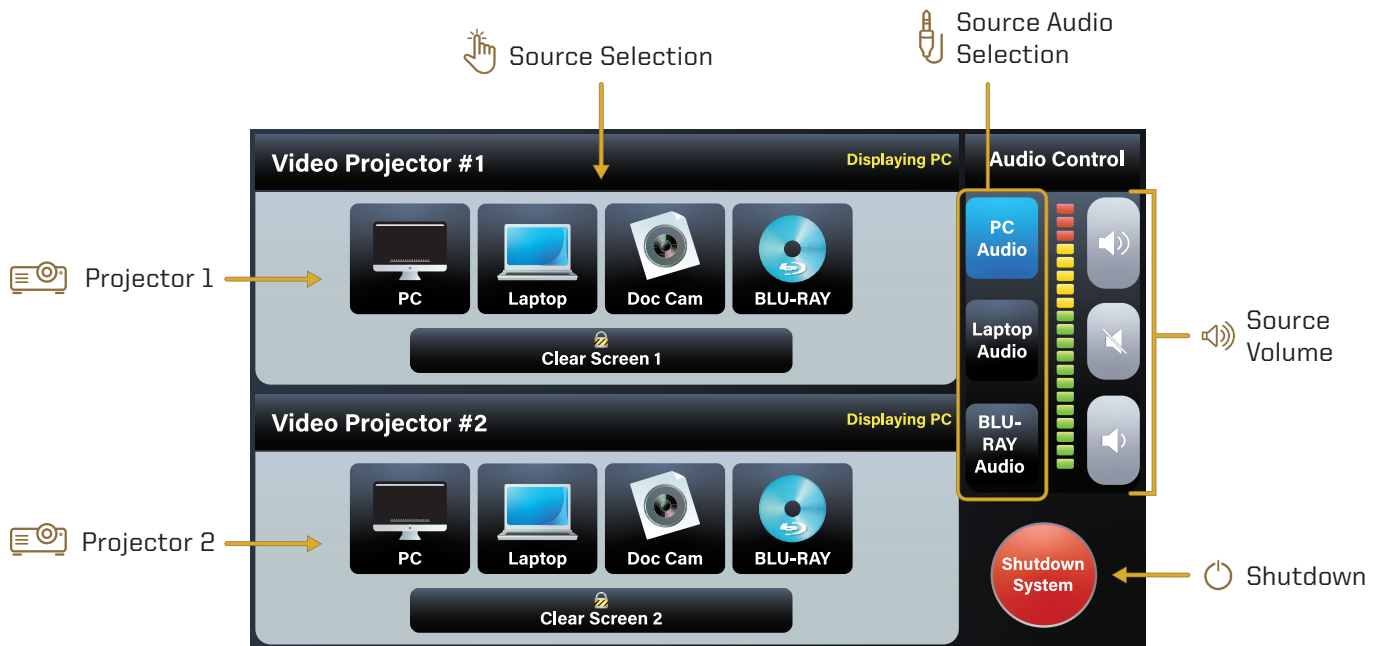 Source Selection
Source Audio
Selection
Video Projector #1
Displaying PC
Audio Control
Projector 1
PC
Laptop
Doc Cam
BLU-RAY
Clear Screen 1
PC
Audio
Laptop
Audio
BLU-
RAY
Audio
Source
Volume
Video Projector #2
Displaying PC
Projector 2
PC
Laptop
Doc Cam
BLU-RAY
Clear Screen 2
Shutdown
System
Shutdown